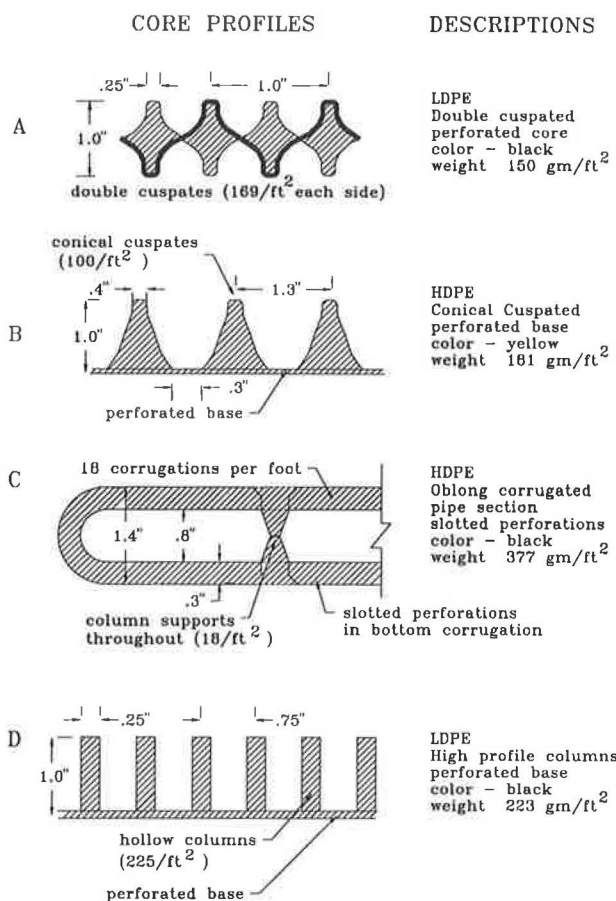 CORE PROFILES
DESCRIPTIONS
A
.25"
1.0"
1.0"
double cuspates (169/ft² each side)
LDPE
Double cuspated
perforated core
color - black
weight 150 gm/ft²
B
conical cuspates
(100/ft²)
.4"
1.3"
1.0"
.3"
perforated base
HDPE
Conical Cuspated
perforated base
color - yellow
weight 181 gm/ft²
C
18 corrugations per foot
1.4"
.8"
.3"
column supports
throughout (18/ft²)
slotted perforations
in bottom corrugation
HDPE
Oblong corrugated
pipe section
slotted perforations
color - black
weight 377 gm/ft²
D
.25"
.75"
1.0"
hollow columns
(225/ft²)
perforated base
LDPE
High profile columns
perforated base
color - black
weight 223 gm/ft²